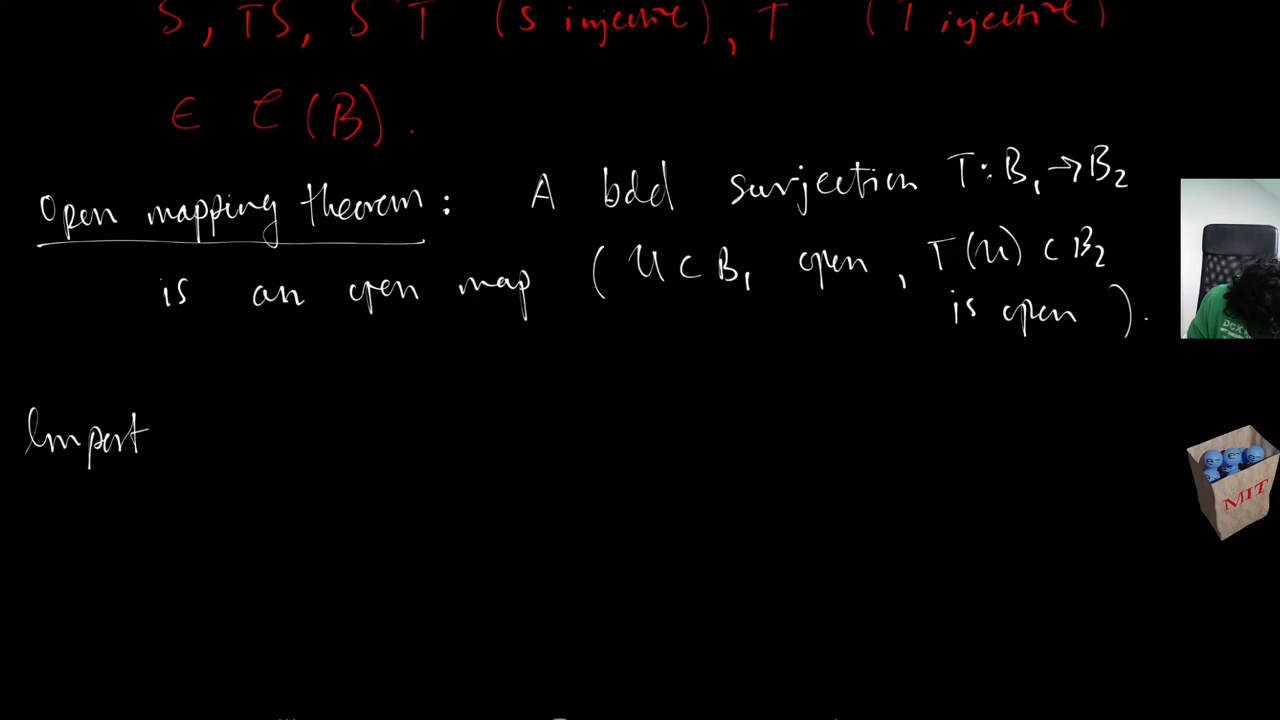 S, TS, S T (S injective), T (T injective)
∈ C(B).
Open mapping theorem: A bdd surjection T: B₁ → B₂
is an open map (U ⊂ B₁ open, T(U) ⊂ B₂
is open).
Import
MIT